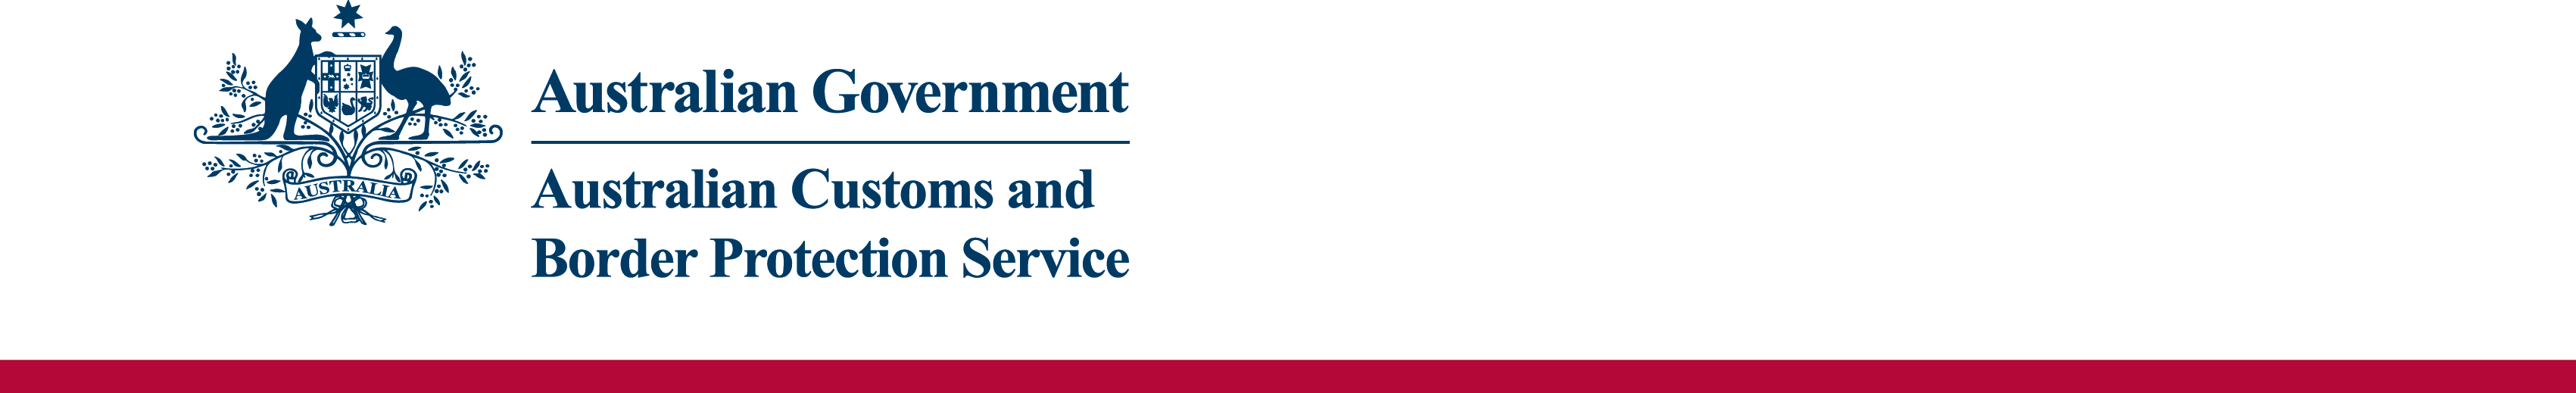 AUSTRALIA
Australian Government
Australian Customs and
Border Protection Service